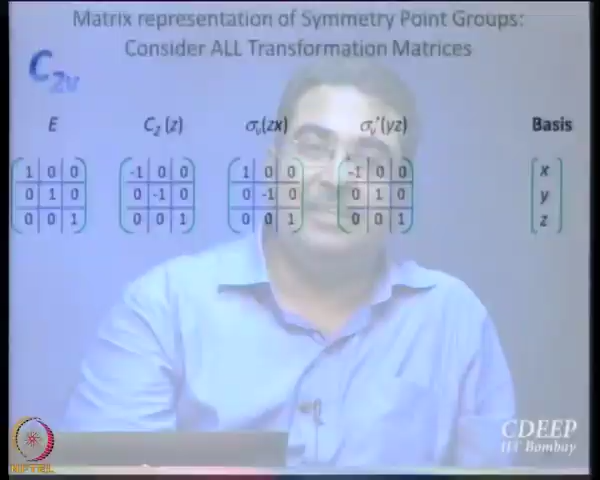 Matrix representation of Symmetry Point Groups:
Consider ALL Transformation Matrices
C2v
E C2 (z) σv(zx) σv'(yz) Basis
1 0 0 -1 0 0 1 0 0 -1 0 0 x
0 1 0 0 -1 0 0 -1 0 0 1 0 y
0 0 1 0 0 1 0 0 1 0 0 1 z
CDEEP
IIT Bombay
NPTEL